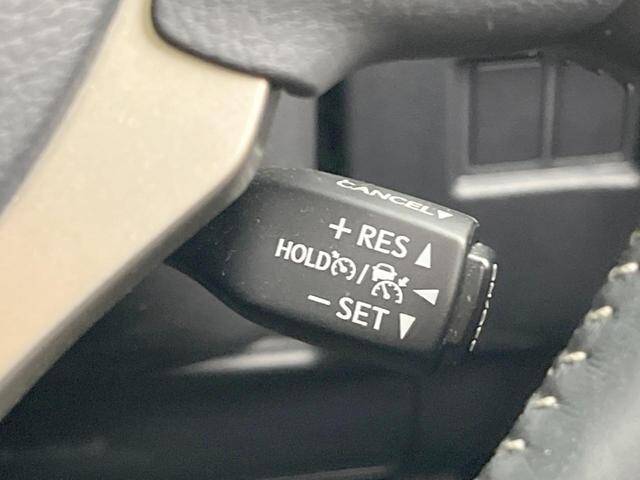 CANCEL▼
+ RES ▲
HOLD / ◀
− SET ▼